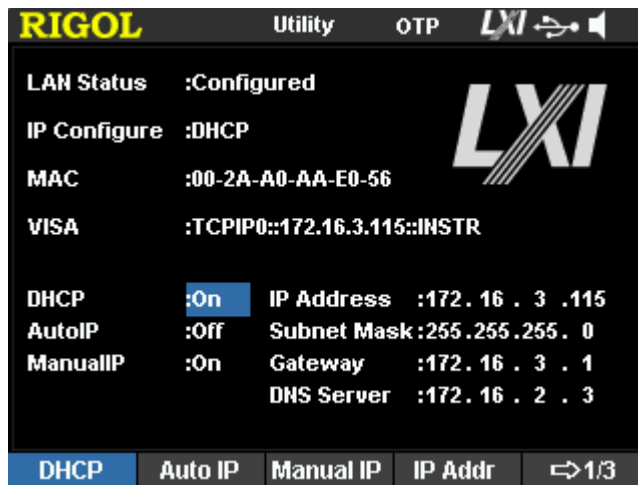 RIGOL Utility OTP LXI
LAN Status :Configured
LXI
IP Configure :DHCP
MAC :00-2A-A0-AA-E0-56
VISA :TCPIP0::172.16.3.115::INSTR
DHCP :On IP Address :172. 16 . 3 .115
AutoIP :Off Subnet Mask :255.255.255. 0
ManualIP :On Gateway :172. 16 . 3 . 1
DNS Server :172. 16 . 2 . 3
DHCP Auto IP Manual IP IP Addr ⇨1/3